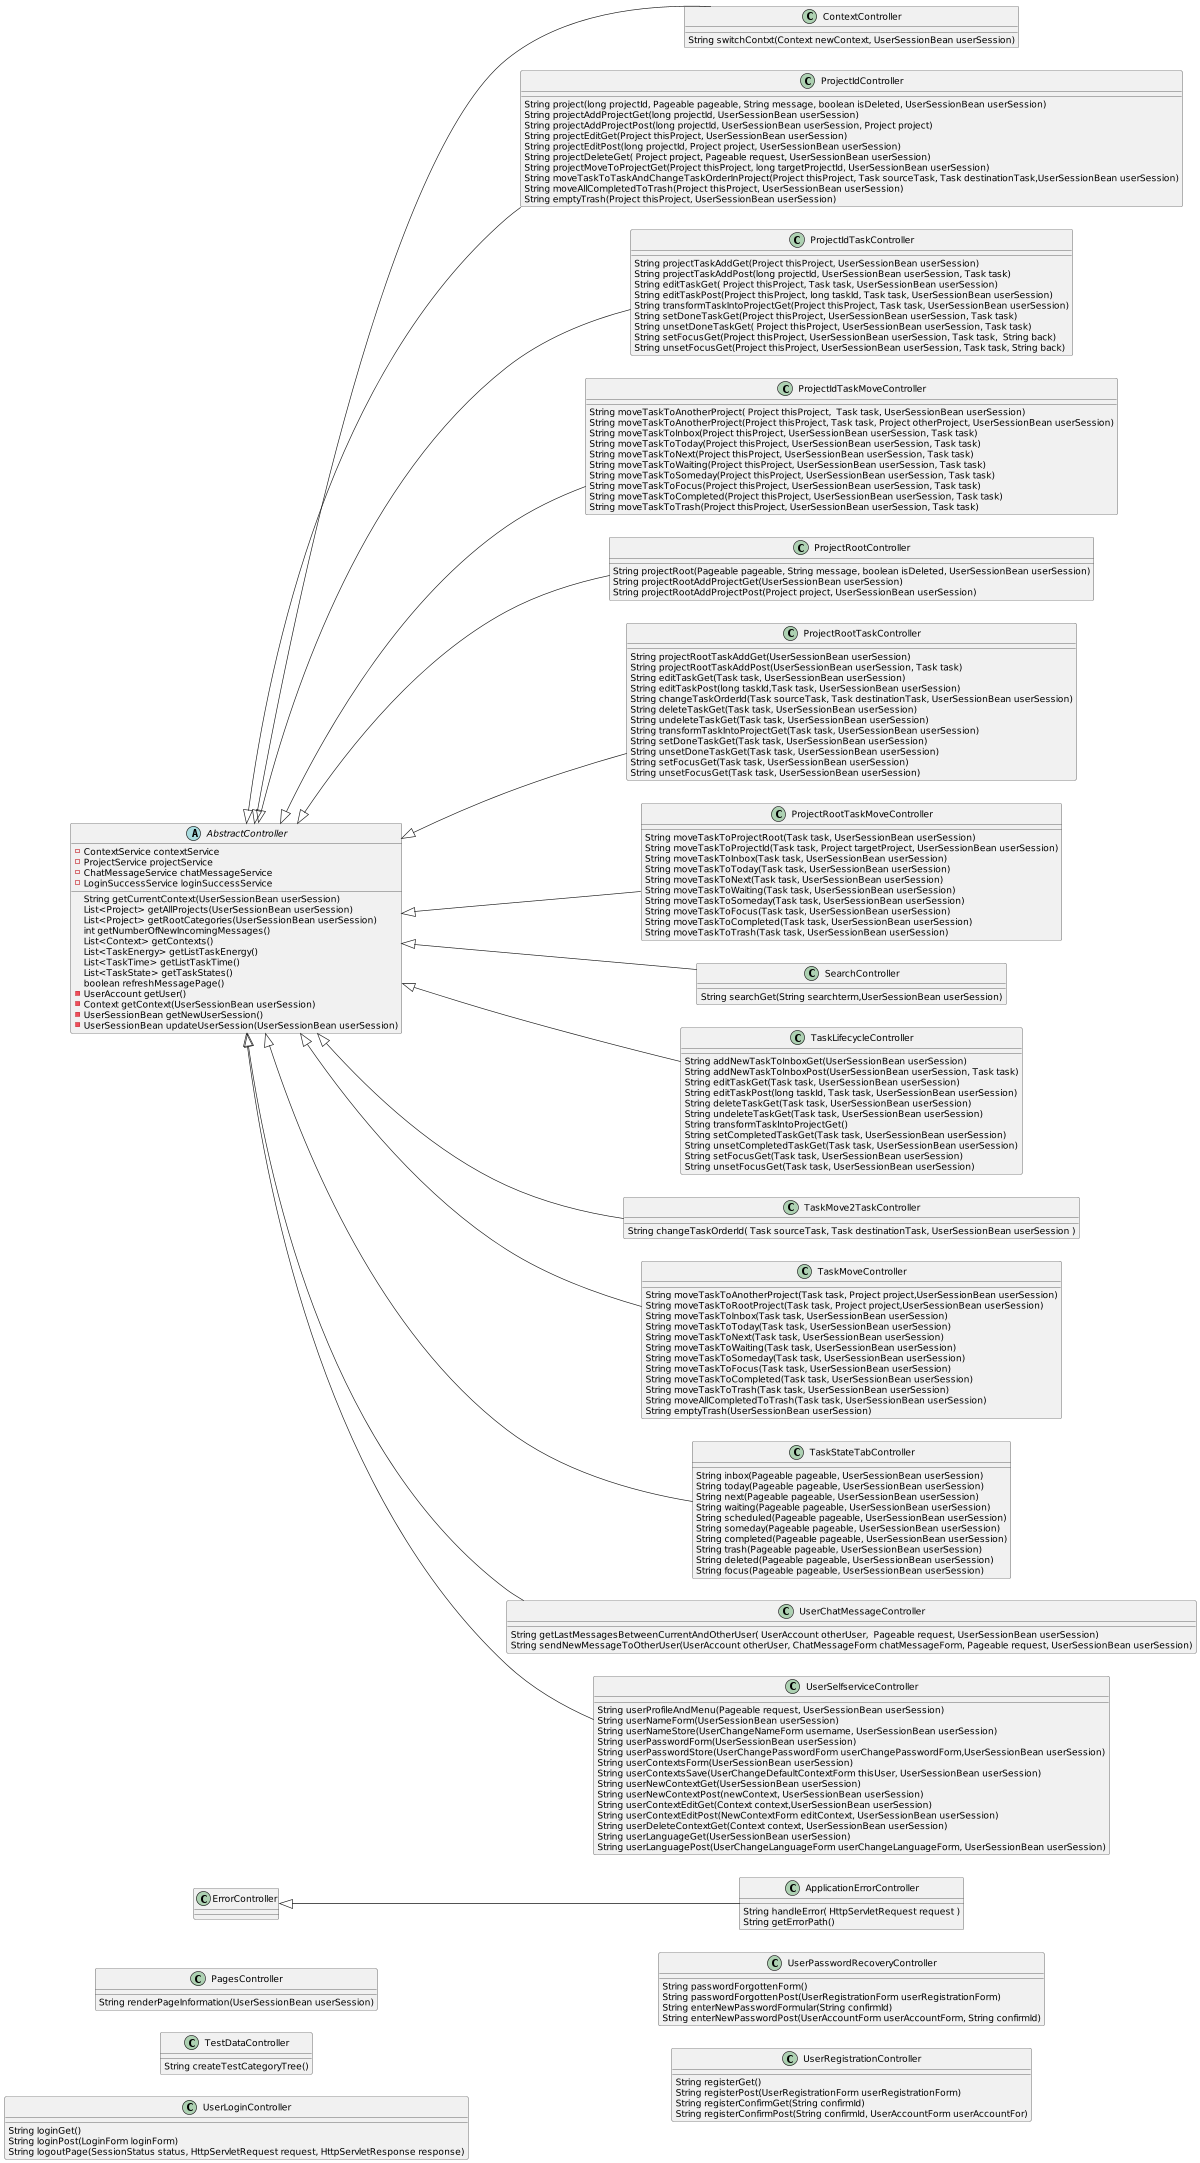 ContextController
String switchContxt(Context newContext, UserSessionBean userSession)
ProjectIdController
String project(long projectId, Pageable pageable, String message, boolean isDeleted, UserSessionBean userSession)
String projectAddProjectGet(long projectId, UserSessionBean userSession)
String projectAddProjectPost(long projectId, UserSessionBean userSession, Project project)
String projectEditGet(Project thisProject, UserSessionBean userSession)
String projectEditPost(long projectId, Project project, UserSessionBean userSession)
String projectDeleteGet( Project project, Pageable request, UserSessionBean userSession)
String projectMoveToProjectGet(Project thisProject, long targetProjectId, UserSessionBean userSession)
String moveTaskToTaskAndChangeTaskOrderInProject(Project thisProject, Task sourceTask, Task destinationTask,UserSessionBean userSession)
String moveAllCompletedToTrash(Project thisProject, UserSessionBean userSession)
String emptyTrash(Project thisProject, UserSessionBean userSession)
ProjectIdTaskController
String projectTaskAddGet(Project thisProject, UserSessionBean userSession)
String projectTaskAddPost(long projectId, UserSessionBean userSession, Task task)
String editTaskGet( Project thisProject, Task task, UserSessionBean userSession)
String editTaskPost(Project thisProject, long taskId, Task task, UserSessionBean userSession)
String transformTaskIntoProjectGet(Project thisProject, Task task, UserSessionBean userSession)
String setDoneTaskGet(Project thisProject, UserSessionBean userSession, Task task)
String unsetDoneTaskGet( Project thisProject, UserSessionBean userSession, Task task)
String setFocusGet(Project thisProject, UserSessionBean userSession, Task task,  String back)
String unsetFocusGet(Project thisProject, UserSessionBean userSession, Task task, String back)
ProjectIdTaskMoveController
String moveTaskToAnotherProject( Project thisProject,  Task task, UserSessionBean userSession)
String moveTaskToAnotherProject(Project thisProject, Task task, Project otherProject, UserSessionBean userSession)
String moveTaskToInbox(Project thisProject, UserSessionBean userSession, Task task)
String moveTaskToToday(Project thisProject, UserSessionBean userSession, Task task)
String moveTaskToNext(Project thisProject, UserSessionBean userSession, Task task)
String moveTaskToWaiting(Project thisProject, UserSessionBean userSession, Task task)
String moveTaskToSomeday(Project thisProject, UserSessionBean userSession, Task task)
String moveTaskToFocus(Project thisProject, UserSessionBean userSession, Task task)
String moveTaskToCompleted(Project thisProject, UserSessionBean userSession, Task task)
String moveTaskToTrash(Project thisProject, UserSessionBean userSession, Task task)
ProjectRootController
String projectRoot(Pageable pageable, String message, boolean isDeleted, UserSessionBean userSession)
String projectRootAddProjectGet(UserSessionBean userSession)
String projectRootAddProjectPost(Project project, UserSessionBean userSession)
ProjectRootTaskController
String projectRootTaskAddGet(UserSessionBean userSession)
String projectRootTaskAddPost(UserSessionBean userSession, Task task)
String editTaskGet(Task task, UserSessionBean userSession)
String editTaskPost(long taskId,Task task, UserSessionBean userSession)
String changeTaskOrderId(Task sourceTask, Task destinationTask, UserSessionBean userSession)
String deleteTaskGet(Task task, UserSessionBean userSession)
String undeleteTaskGet(Task task, UserSessionBean userSession)
String transformTaskIntoProjectGet(Task task, UserSessionBean userSession)
String setDoneTaskGet(Task task, UserSessionBean userSession)
String unsetDoneTaskGet(Task task, UserSessionBean userSession)
String setFocusGet(Task task, UserSessionBean userSession)
String unsetFocusGet(Task task, UserSessionBean userSession)
AbstractController
ContextService contextService
ProjectService projectService
ChatMessageService chatMessageService
LoginSuccessService loginSuccessService
String getCurrentContext(UserSessionBean userSession)
List<Project> getAllProjects(UserSessionBean userSession)
List<Project> getRootCategories(UserSessionBean userSession)
int getNumberOfNewIncomingMessages()
List<Context> getContexts()
List<TaskEnergy> getListTaskEnergy()
List<TaskTime> getListTaskTime()
List<TaskState> getTaskStates()
boolean refreshMessagePage()
UserAccount getUser()
Context getContext(UserSessionBean userSession)
UserSessionBean getNewUserSession()
UserSessionBean updateUserSession(UserSessionBean userSession)
ProjectRootTaskMoveController
String moveTaskToProjectRoot(Task task, UserSessionBean userSession)
String moveTaskToProjectId(Task task, Project targetProject, UserSessionBean userSession)
String moveTaskToInbox(Task task, UserSessionBean userSession)
String moveTaskToToday(Task task, UserSessionBean userSession)
String moveTaskToNext(Task task, UserSessionBean userSession)
String moveTaskToWaiting(Task task, UserSessionBean userSession)
String moveTaskToSomeday(Task task, UserSessionBean userSession)
String moveTaskToFocus(Task task, UserSessionBean userSession)
String moveTaskToCompleted(Task task, UserSessionBean userSession)
String moveTaskToTrash(Task task, UserSessionBean userSession)
SearchController
String searchGet(String searchterm,UserSessionBean userSession)
TaskLifecycleController
String addNewTaskToInboxGet(UserSessionBean userSession)
String addNewTaskToInboxPost(UserSessionBean userSession, Task task)
String editTaskGet(Task task, UserSessionBean userSession)
String editTaskPost(long taskId, Task task, UserSessionBean userSession)
String deleteTaskGet(Task task, UserSessionBean userSession)
String undeleteTaskGet(Task task, UserSessionBean userSession)
String transformTaskIntoProjectGet()
String setCompletedTaskGet(Task task, UserSessionBean userSession)
String unsetCompletedTaskGet(Task task, UserSessionBean userSession)
String setFocusGet(Task task, UserSessionBean userSession)
String unsetFocusGet(Task task, UserSessionBean userSession)
TaskMove2TaskController
String changeTaskOrderId( Task sourceTask, Task destinationTask, UserSessionBean userSession )
TaskMoveController
String moveTaskToAnotherProject(Task task, Project project,UserSessionBean userSession)
String moveTaskToRootProject(Task task, Project project,UserSessionBean userSession)
String moveTaskToInbox(Task task, UserSessionBean userSession)
String moveTaskToToday(Task task, UserSessionBean userSession)
String moveTaskToNext(Task task, UserSessionBean userSession)
String moveTaskToWaiting(Task task, UserSessionBean userSession)
String moveTaskToSomeday(Task task, UserSessionBean userSession)
String moveTaskToFocus(Task task, UserSessionBean userSession)
String moveTaskToCompleted(Task task, UserSessionBean userSession)
String moveTaskToTrash(Task task, UserSessionBean userSession)
String moveAllCompletedToTrash(Task task, UserSessionBean userSession)
String emptyTrash(UserSessionBean userSession)
TaskStateTabController
String inbox(Pageable pageable, UserSessionBean userSession)
String today(Pageable pageable, UserSessionBean userSession)
String next(Pageable pageable, UserSessionBean userSession)
String waiting(Pageable pageable, UserSessionBean userSession)
String scheduled(Pageable pageable, UserSessionBean userSession)
String someday(Pageable pageable, UserSessionBean userSession)
String completed(Pageable pageable, UserSessionBean userSession)
String trash(Pageable pageable, UserSessionBean userSession)
String deleted(Pageable pageable, UserSessionBean userSession)
String focus(Pageable pageable, UserSessionBean userSession)
UserChatMessageController
String getLastMessagesBetweenCurrentAndOtherUser( UserAccount otherUser,  Pageable request, UserSessionBean userSession)
String sendNewMessageToOtherUser(UserAccount otherUser, ChatMessageForm chatMessageForm, Pageable request, UserSessionBean userSession)
UserSelfserviceController
String userProfileAndMenu(Pageable request, UserSessionBean userSession)
String userNameForm(UserSessionBean userSession)
String userNameStore(UserChangeNameForm username, UserSessionBean userSession)
String userPasswordForm(UserSessionBean userSession)
String userPasswordStore(UserChangePasswordForm userChangePasswordForm,UserSessionBean userSession)
String userContextsForm(UserSessionBean userSession)
String userContextsSave(UserChangeDefaultContextForm thisUser, UserSessionBean userSession)
String userNewContextGet(UserSessionBean userSession)
String userNewContextPost(newContext, UserSessionBean userSession)
String userContextEditGet(Context context,UserSessionBean userSession)
String userContextEditPost(NewContextForm editContext, UserSessionBean userSession)
String userDeleteContextGet(Context context, UserSessionBean userSession)
String userLanguageGet(UserSessionBean userSession)
String userLanguagePost(UserChangeLanguageForm userChangeLanguageForm, UserSessionBean userSession)
ErrorController
ApplicationErrorController
String handleError( HttpServletRequest request )
String getErrorPath()
PagesController
String renderPageInformation(UserSessionBean userSession)
UserPasswordRecoveryController
String passwordForgottenForm()
String passwordForgottenPost(UserRegistrationForm userRegistrationForm)
String enterNewPasswordFormular(String confirmId)
String enterNewPasswordPost(UserAccountForm userAccountForm, String confirmId)
TestDataController
String createTestCategoryTree()
UserRegistrationController
String registerGet()
String registerPost(UserRegistrationForm userRegistrationForm)
String registerConfirmGet(String confirmId)
String registerConfirmPost(String confirmId, UserAccountForm userAccountFor)
UserLoginController
String loginGet()
String loginPost(LoginForm loginForm)
String logoutPage(SessionStatus status, HttpServletRequest request, HttpServletResponse response)